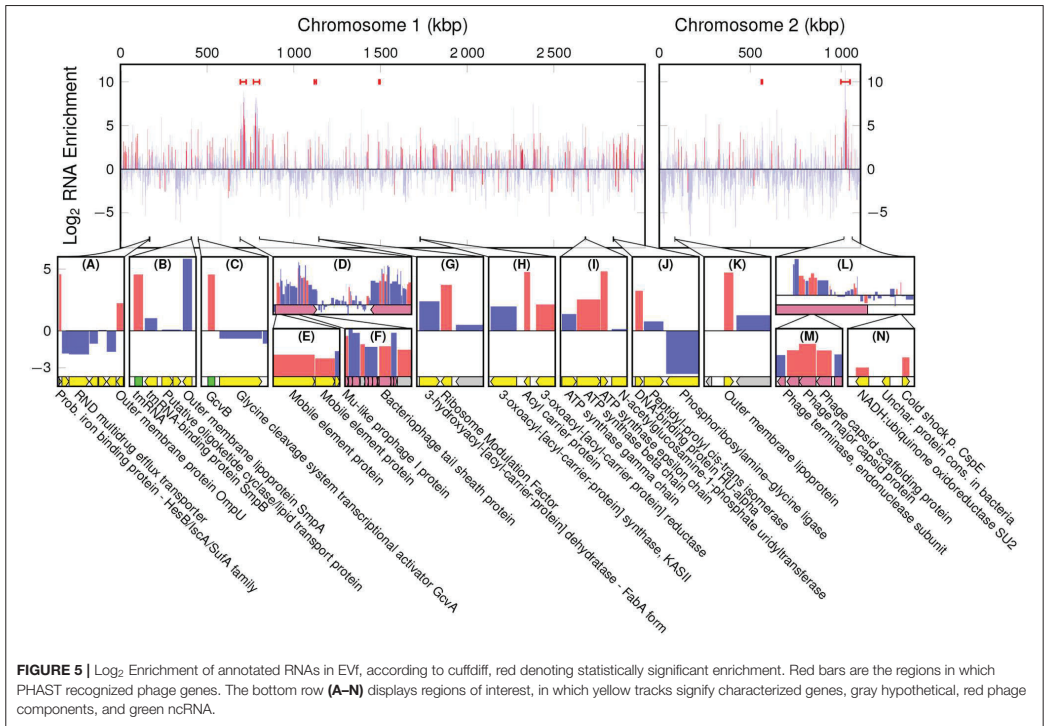 Chromosome 1 (kbp)
Chromosome 2 (kbp)
0 500 1 000 1 500 2 000 2 500
0 500 1 000
10
5
0
−5
10
5
0
−5
Log2 RNA Enrichment
5
0
−3
(A)
(B)
(C)
(D)
(E)
(F)
(G)
(H)
(I)
(J)
(K)
(L)
(M)
(N)
Prob. iron binding protein - HesB/IscA/SufA family
RND multidrug efflux transporter
Outer membrane protein OmpU
tmRNA
tmRNA-binding protein SmpB
Putative oligoketide cyclase/lipid transport protein
Outer membrane lipoprotein SmpA
GcvB
Glycine cleavage system transcriptional activator GcvA
Mobile element protein
Mobile element protein
Mu-like prophage I protein
Bacteriophage tail sheath protein
3-hydroxyacyl-[acyl-carrier-protein] dehydratase - FabA form
Ribosome Modulation Factor
3-oxoacyl-[acyl-carrier-protein] synthase, KASII
Acyl carrier protein
3-oxoacyl-[acyl-carrier protein] reductase
ATP synthase gamma chain
ATP synthase beta chain
ATP synthase epsilon chain
N-acetylglucosamine-1-phosphate uridyltransferase
DNA-binding protein HU-alpha
Peptidyl-prolyl cis-trans isomerase
Phosphoribosylamine–glycine ligase
Outer membrane lipoprotein
Phage terminase, endonuclease subunit
Phage major capsid protein
Phage capsid scaffolding protein
NADH:ubiquinone oxidoreductase SU2
Unchar. protein cons. in bacteria
Cold shock p. CspE
FIGURE 5 | Log2 Enrichment of annotated RNAs in EVf, according to cuffdiff, red denoting statistically significant enrichment. Red bars are the regions in which
PHAST recognized phage genes. The bottom row (A–N) displays regions of interest, in which yellow tracks signify characterized genes, gray hypothetical, red phage
components, and green ncRNA.